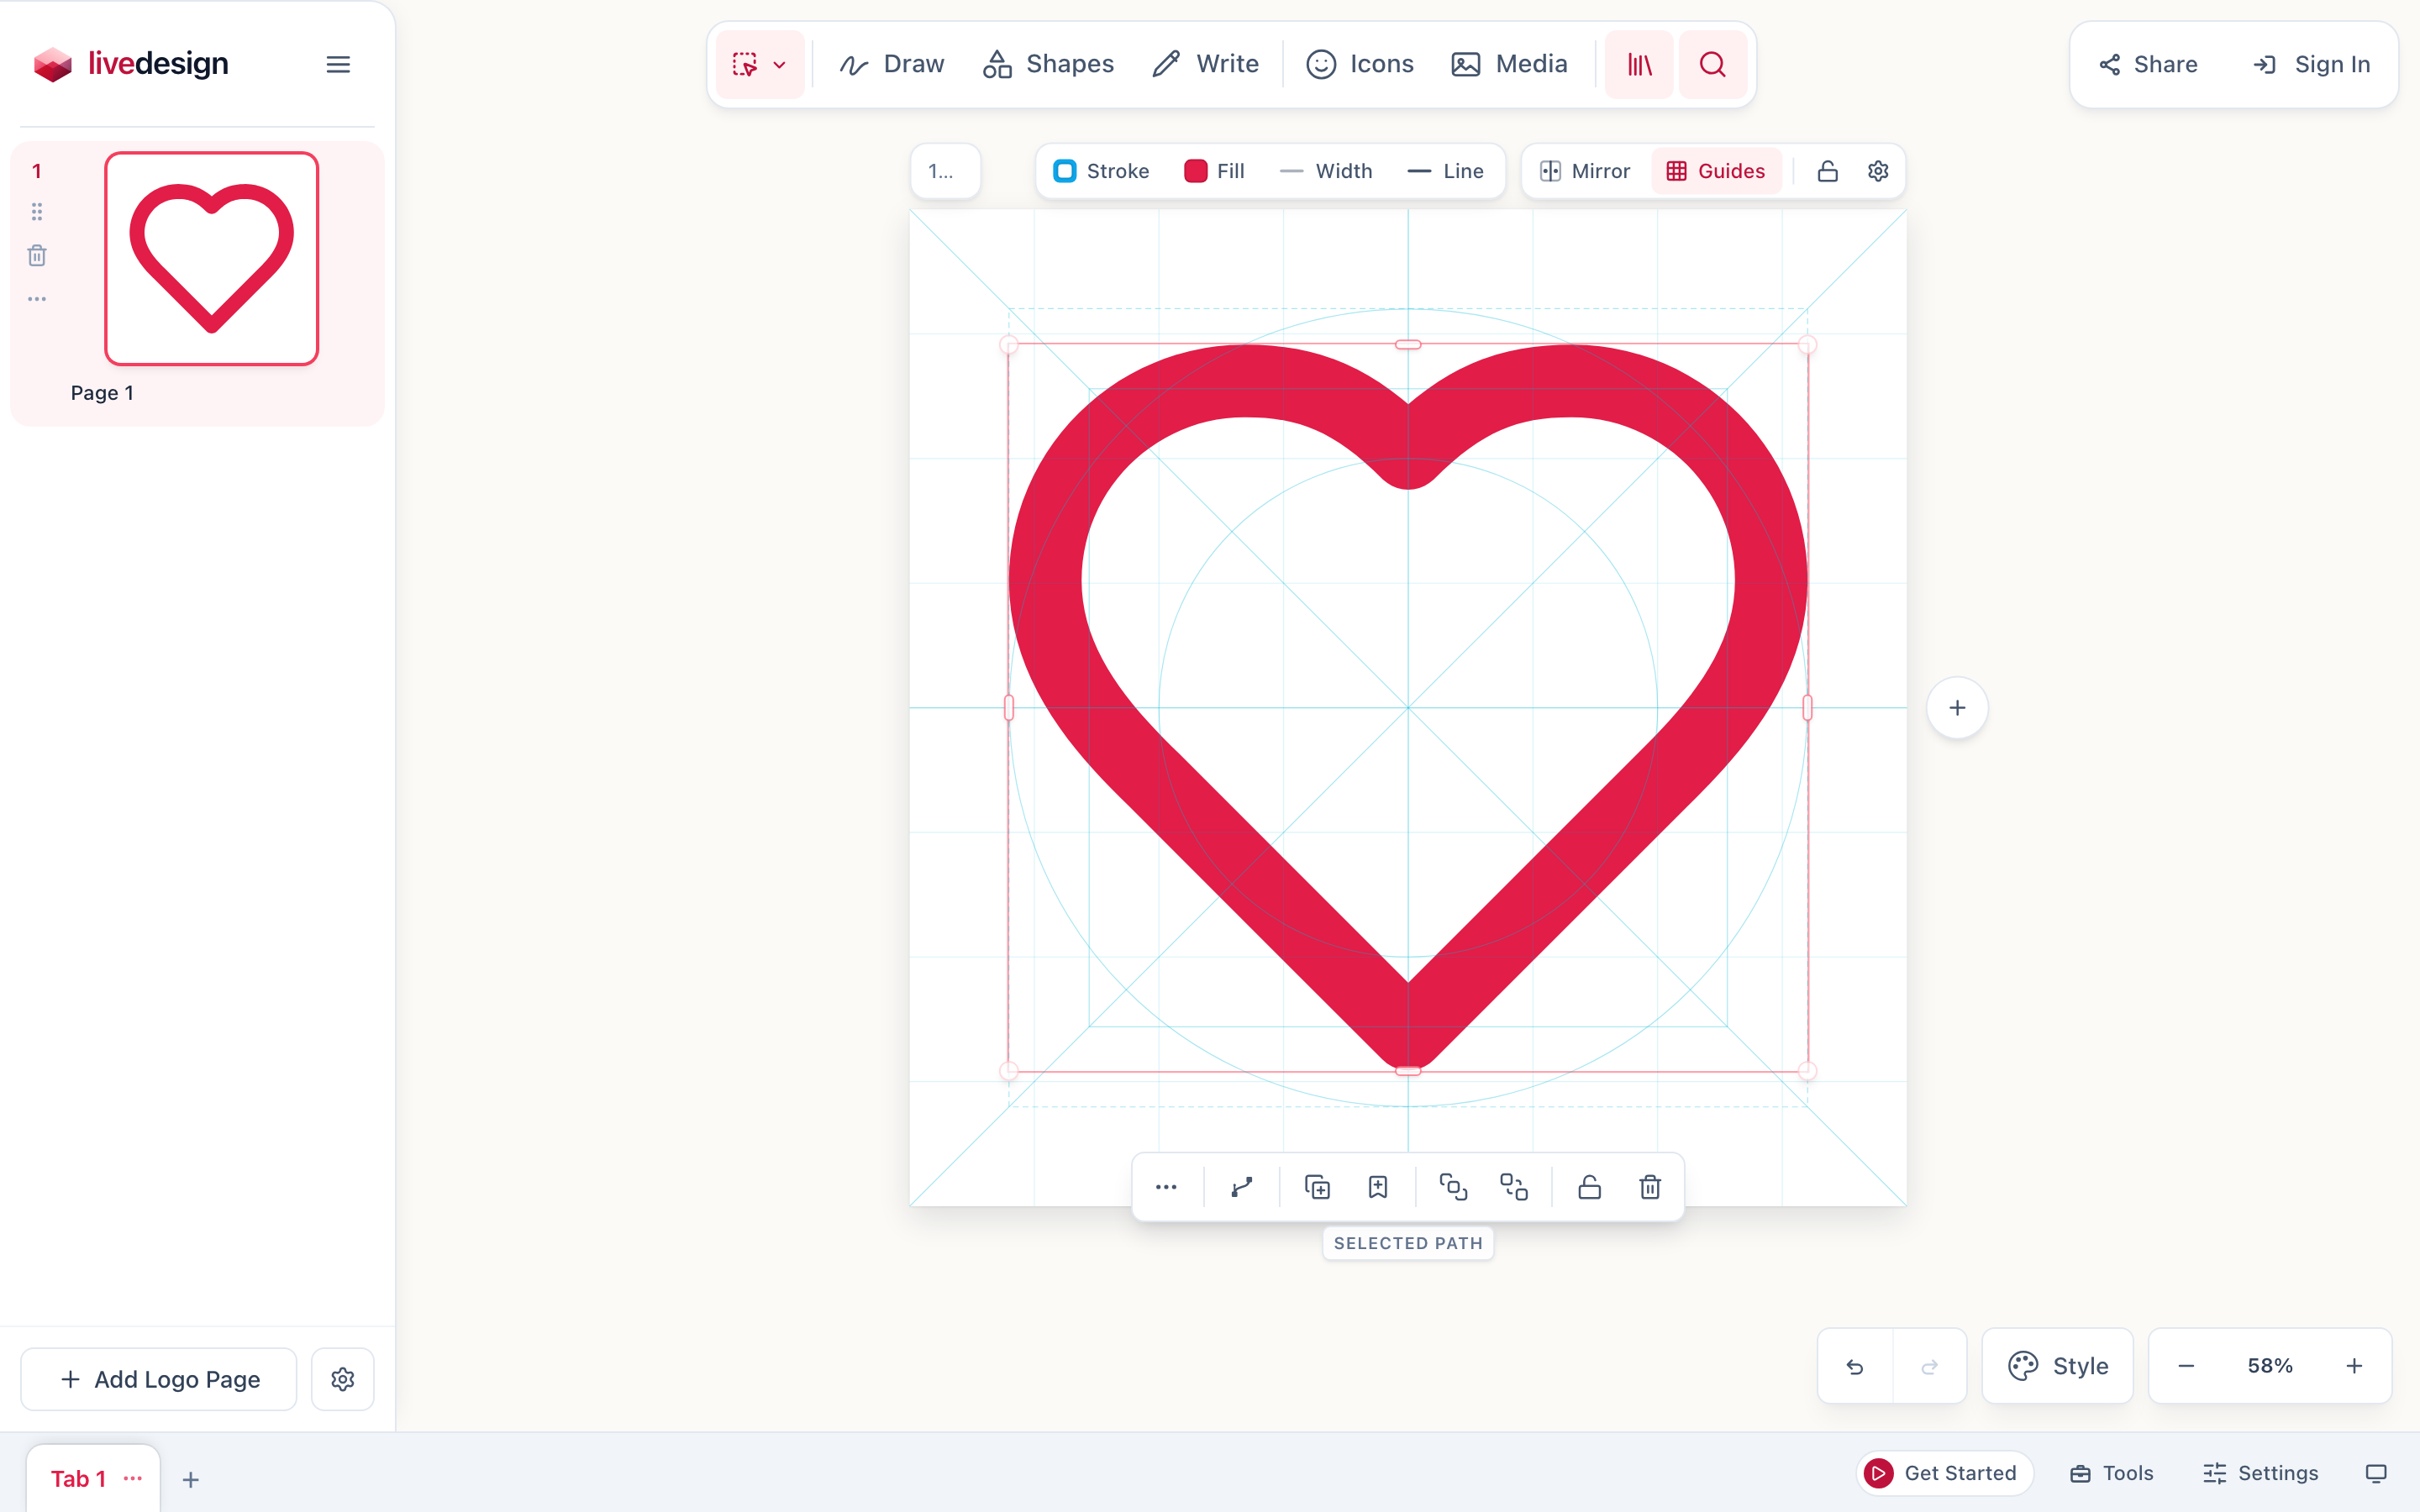 livedesign
Draw
Shapes
Write
Icons
Media
Share
Sign In
1
Page 1
1...
Stroke
Fill
Width
Line
Mirror
Guides
SELECTED PATH
Add Logo Page
Style
58%
Tab 1
Get Started
Tools
Settings